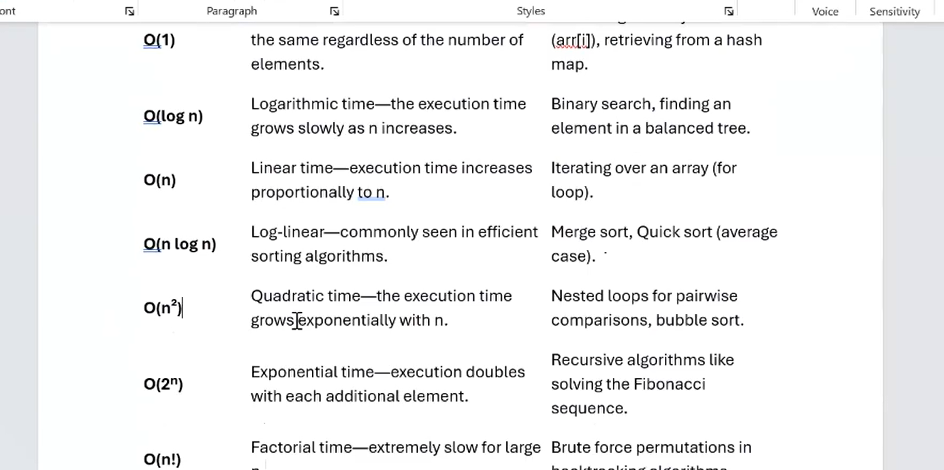 ont Paragraph Styles Voice Sensitivity
O(1) the same regardless of the number of (arr[i]), retrieving from a hash
elements. map.
O(log n) Logarithmic time—the execution time Binary search, finding an
grows slowly as n increases. element in a balanced tree.
O(n) Linear time—execution time increases Iterating over an array (for
proportionally to n. loop).
O(n log n) Log-linear—commonly seen in efficient Merge sort, Quick sort (average
sorting algorithms. case).
O(n²) Quadratic time—the execution time Nested loops for pairwise
grows exponentially with n. comparisons, bubble sort.
O(2ⁿ) Exponential time—execution doubles Recursive algorithms like
with each additional element. solving the Fibonacci
sequence.
O(n!) Factorial time—extremely slow for large Brute force permutations in